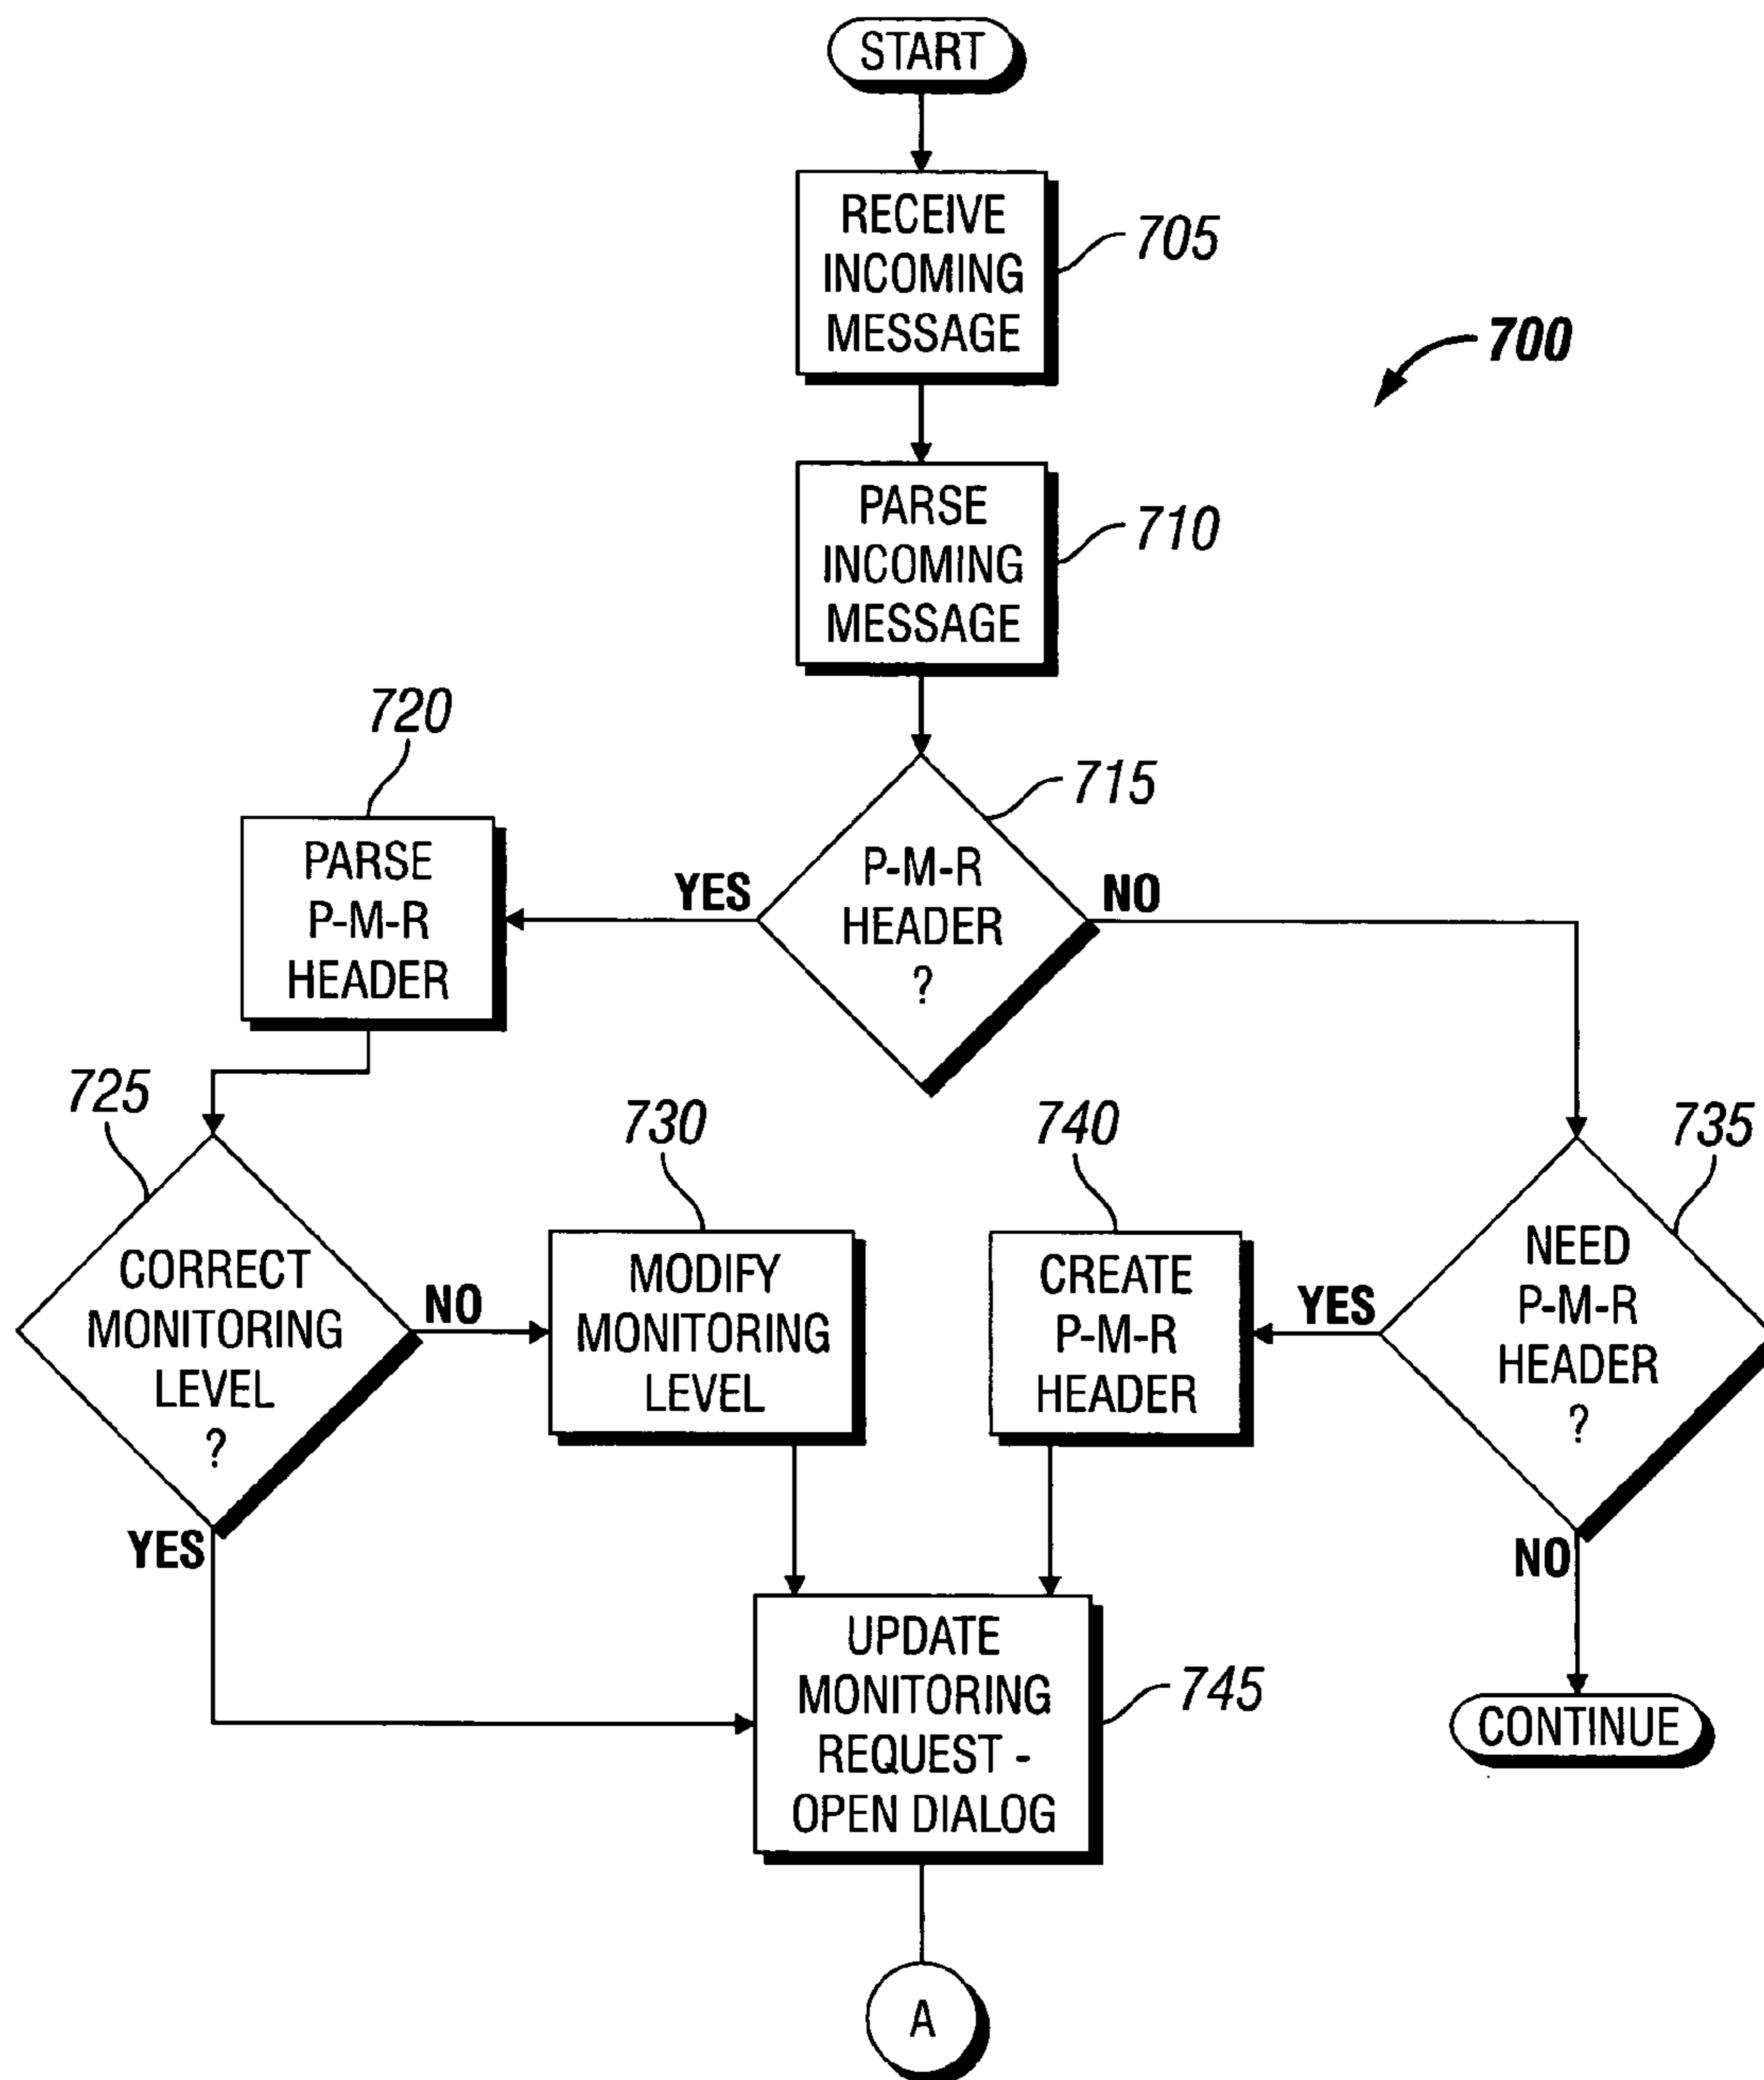 START
RECEIVE
INCOMING
MESSAGE
705
700
PARSE
INCOMING
MESSAGE
710
720
715
PARSE
P-M-R
HEADER
YES
P-M-R
HEADER
?
NO
725
730
740
735
CORRECT
MONITORING
LEVEL
?
NO
MODIFY
MONITORING
LEVEL
CREATE
P-M-R
HEADER
YES
NEED
P-M-R
HEADER
?
YES
NO
UPDATE
MONITORING
REQUEST -
OPEN DIALOG
745
CONTINUE
A